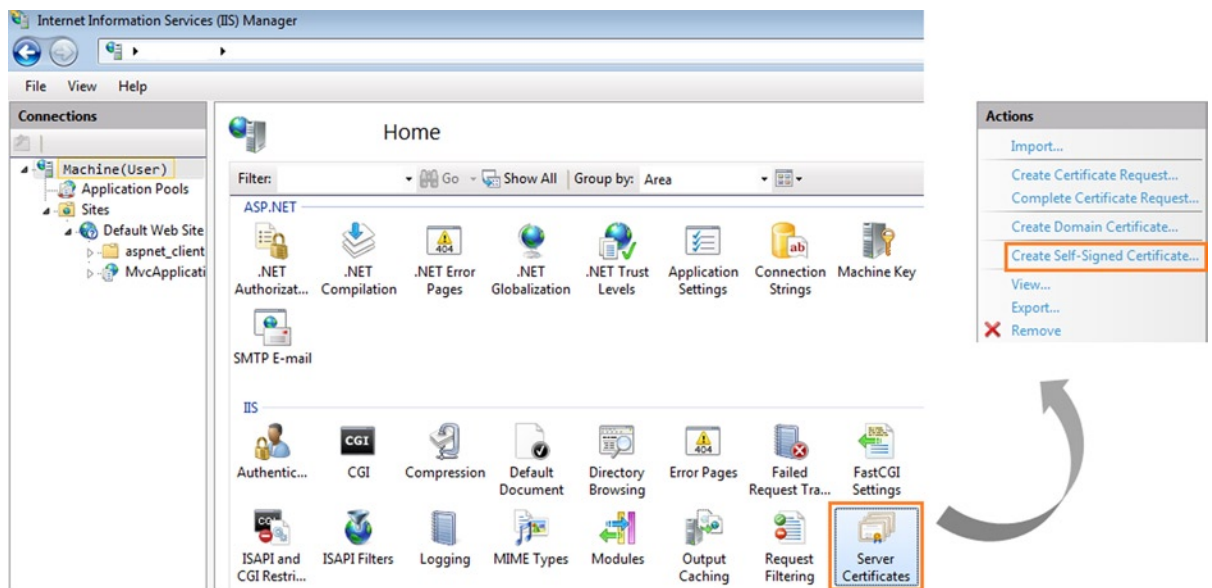 Internet Information Services (IIS) Manager
File View Help
Connections
Machine(User)
Application Pools
Sites
Default Web Site
aspnet_client
MvcApplicati
Home
Filter: Go Show All Group by: Area
ASP.NET
.NET Authorizat...
.NET Compilation
404
.NET Error Pages
.NET Globalization
.NET Trust Levels
Application Settings
ab
Connection Strings
Machine Key
SMTP E-mail
IIS
Authentic...
CGI
CGI
Compression
Default Document
Directory Browsing
404
Error Pages
Failed Request Tra...
FastCGI Settings
ISAPI and CGI Restri...
ISAPI Filters
Logging
MIME Types
Modules
Output Caching
Request Filtering
Server Certificates
Actions
Import...
Create Certificate Request...
Complete Certificate Request...
Create Domain Certificate...
Create Self-Signed Certificate...
View...
Export...
Remove